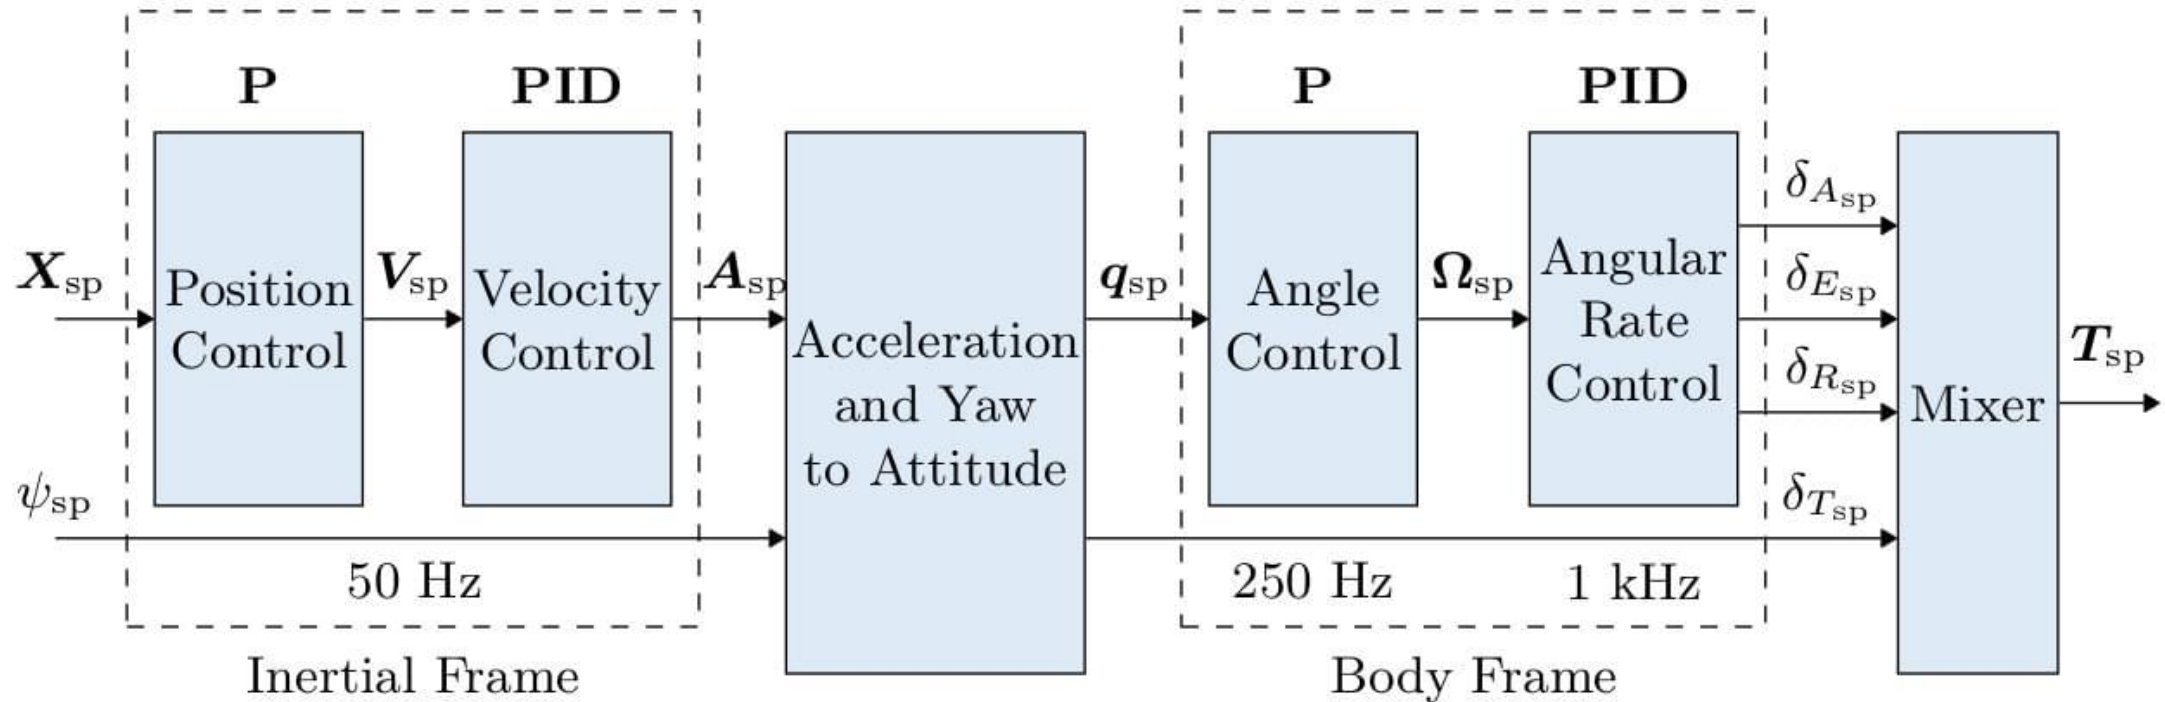 P
PID
P
PID
X_sp
Position
Control
V_sp
Velocity
Control
A_sp
ψ_sp
50 Hz
Inertial Frame
Acceleration
and Yaw
to Attitude
q_sp
Angle
Control
Ω_sp
Angular
Rate
Control
250 Hz
1 kHz
Body Frame
δ_A_sp
δ_E_sp
δ_R_sp
δ_T_sp
Mixer
T_sp